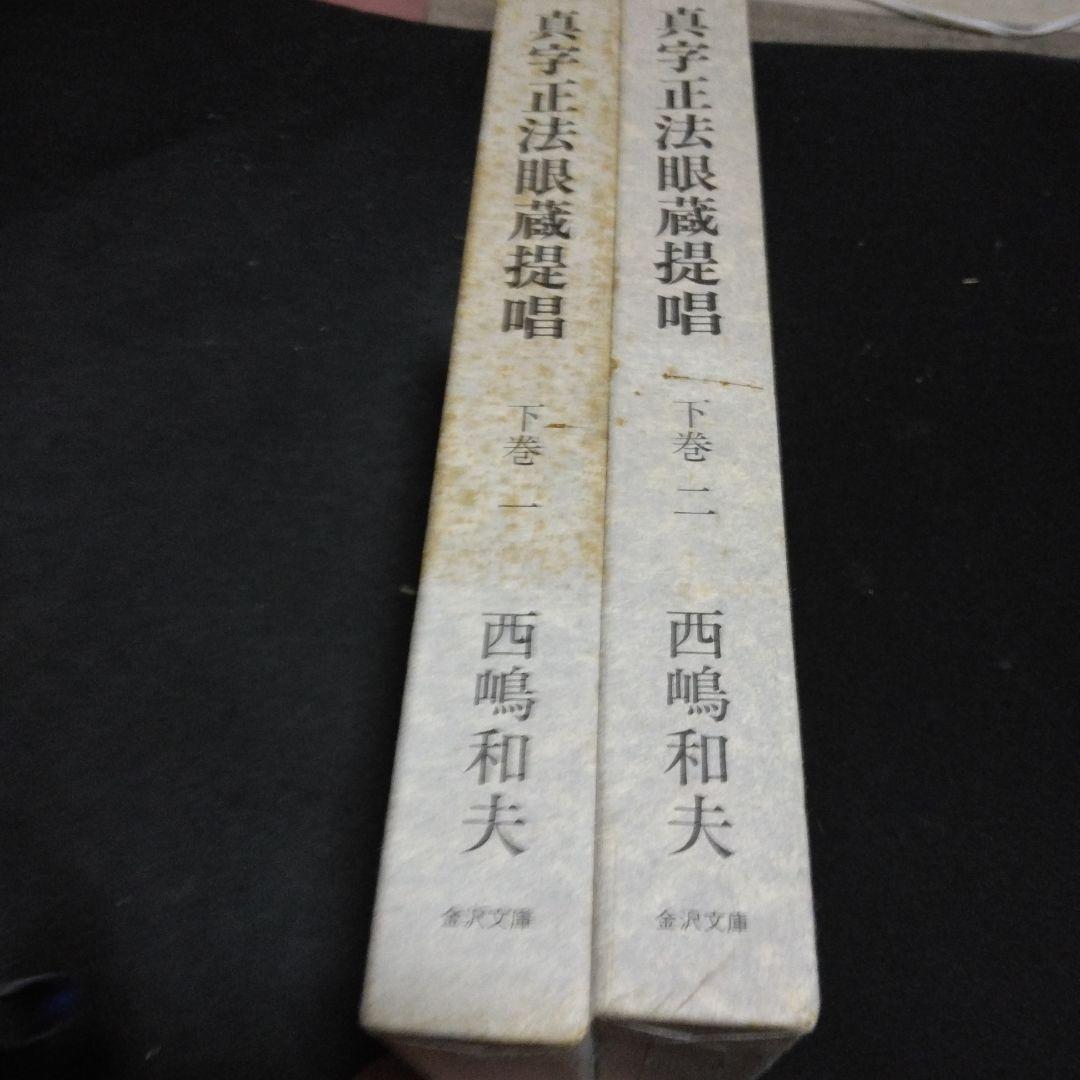 真字正法眼蔵提唱
下巻 一
西嶋和夫
金沢文庫
真字正法眼蔵提唱
下巻 二
西嶋和夫
金沢文庫